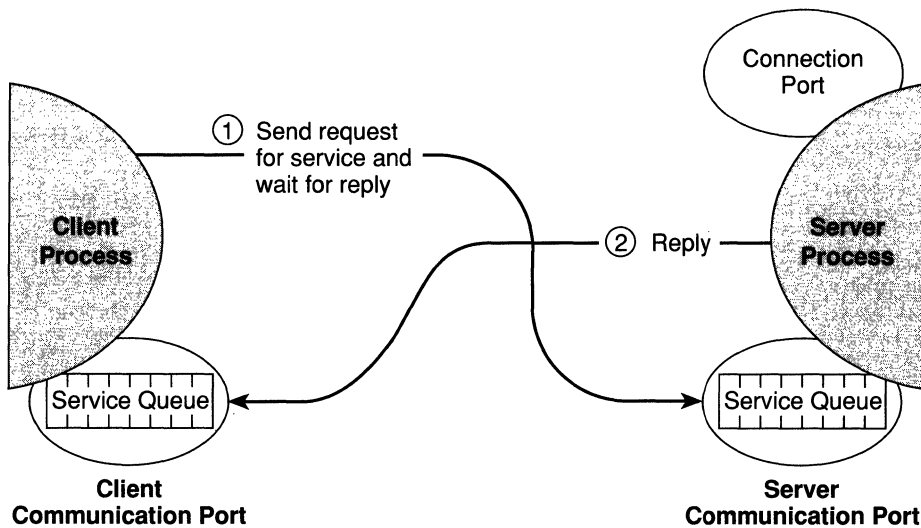 Connection
Port
① Send request
for service and
wait for reply
Client
Process
② Reply
Server
Process
Service Queue
Service Queue
Client
Communication Port
Server
Communication Port